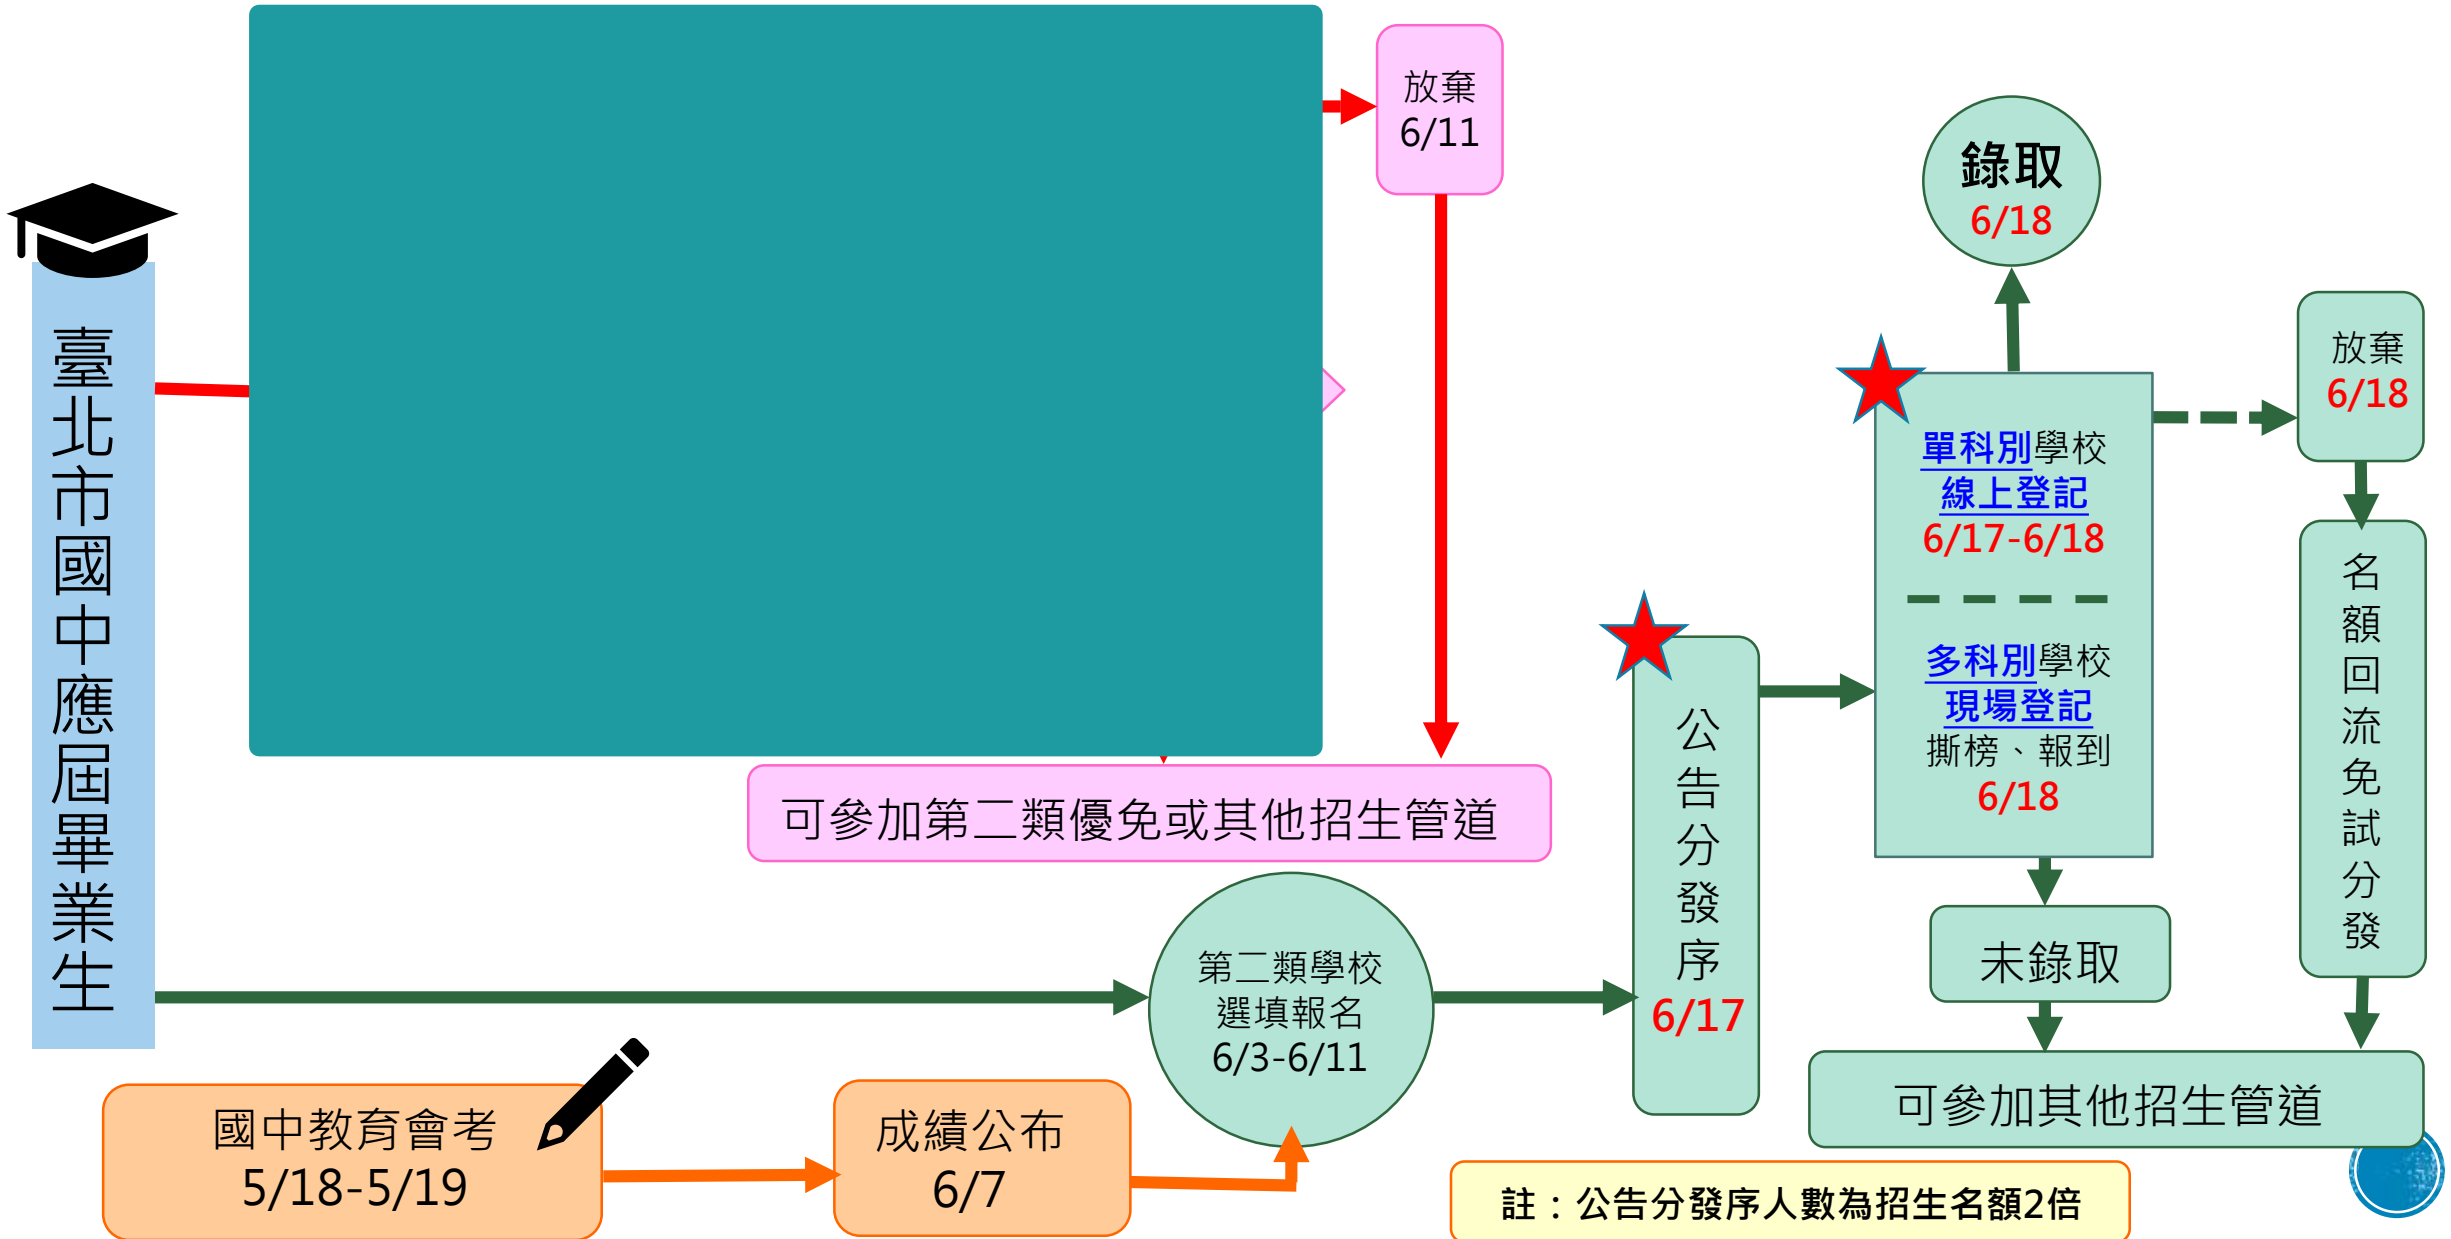 臺北市國中應屆畢業生
放棄
6/11
可參加第二類優免或其他招生管道
第二類學校
選填報名
6/3-6/11
國中教育會考
5/18-5/19
成績公布
6/7
公告分發序
6/17
錄取
6/18
單科別學校
線上登記
6/17-6/18
多科別學校
現場登記
撕榜、報到
6/18
放棄
6/18
名額回流免試分發
未錄取
可參加其他招生管道
註：公告分發序人數為招生名額2倍